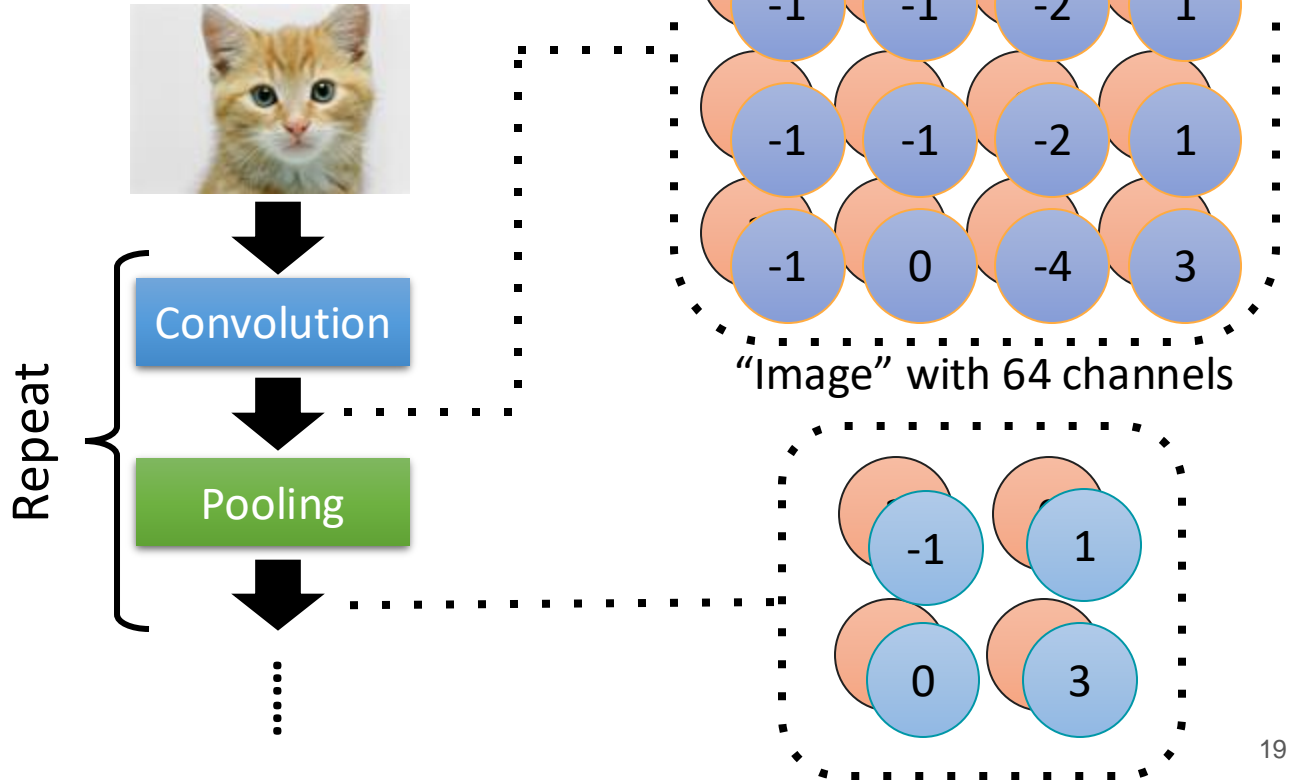 -1 -1 -2 1
-1 -1 -2 1
-1 0 -4 3
"Image" with 64 channels
Repeat
Convolution
Pooling
-1 1
0 3
19